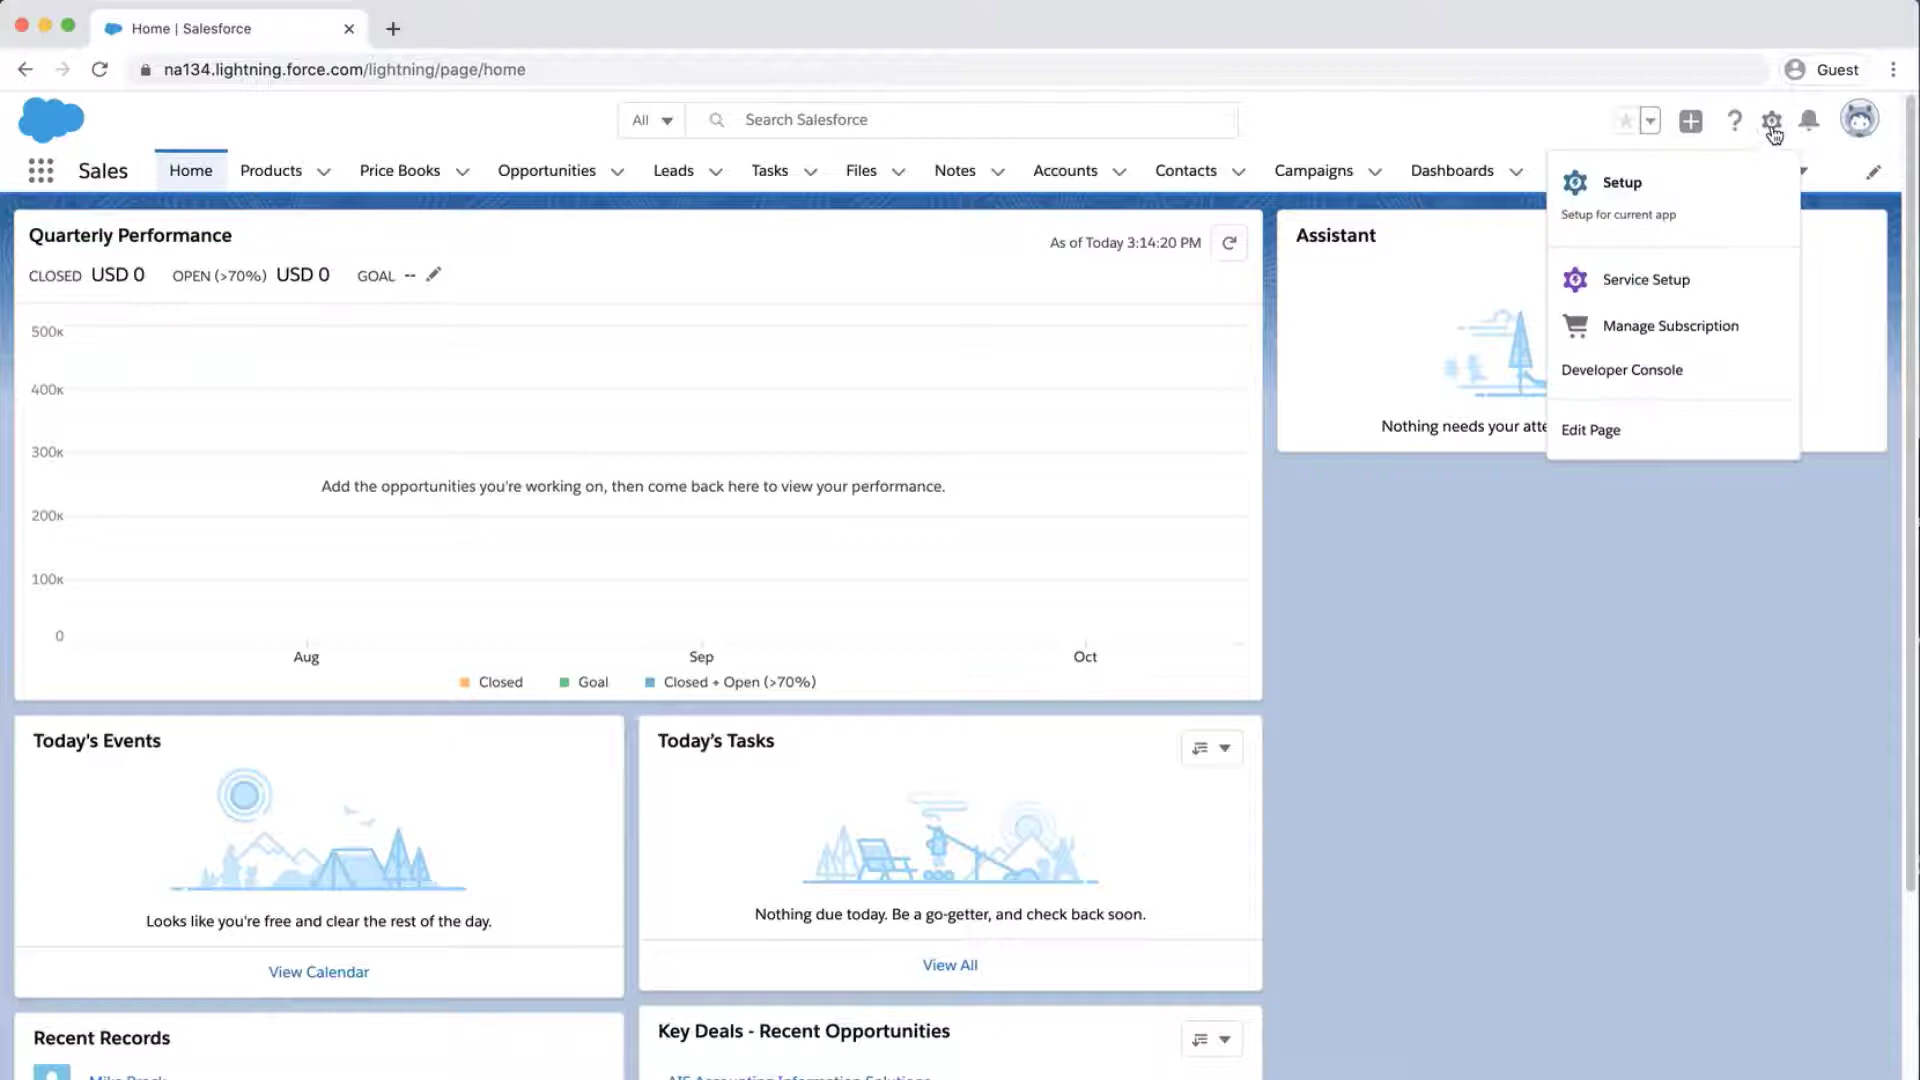 Home | Salesforce
na134.lightning.force.com/lightning/page/home
Guest
All
Search Salesforce
Sales
Home
Products
Price Books
Opportunities
Leads
Tasks
Files
Notes
Accounts
Contacts
Campaigns
Dashboards
Setup
Setup for current app
Service Setup
Manage Subscription
Developer Console
Edit Page
Quarterly Performance
As of Today 3:14:20 PM
CLOSED USD 0 OPEN (>70%) USD 0 GOAL --
500K
400K
300K
200K
100K
0
Add the opportunities you're working on, then come back here to view your performance.
Aug
Sep
Oct
Closed
Goal
Closed + Open (>70%)
Assistant
Nothing needs your
Today's Events
Looks like you're free and clear the rest of the day.
View Calendar
Today's Tasks
Nothing due today. Be a go-getter, and check back soon.
View All
Recent Records
Key Deals - Recent Opportunities